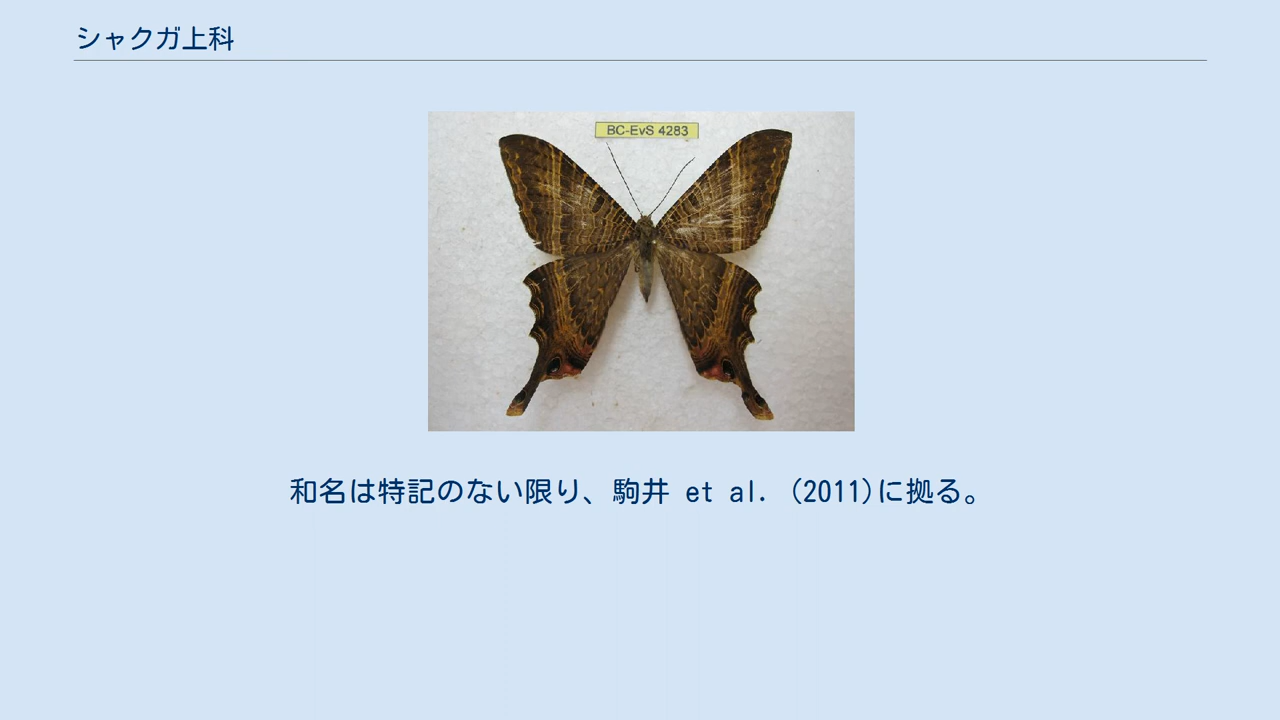 シャクガ上科
BC-EvS 4283
和名は特記のない限り、駒井 et al. (2011)に拠る。